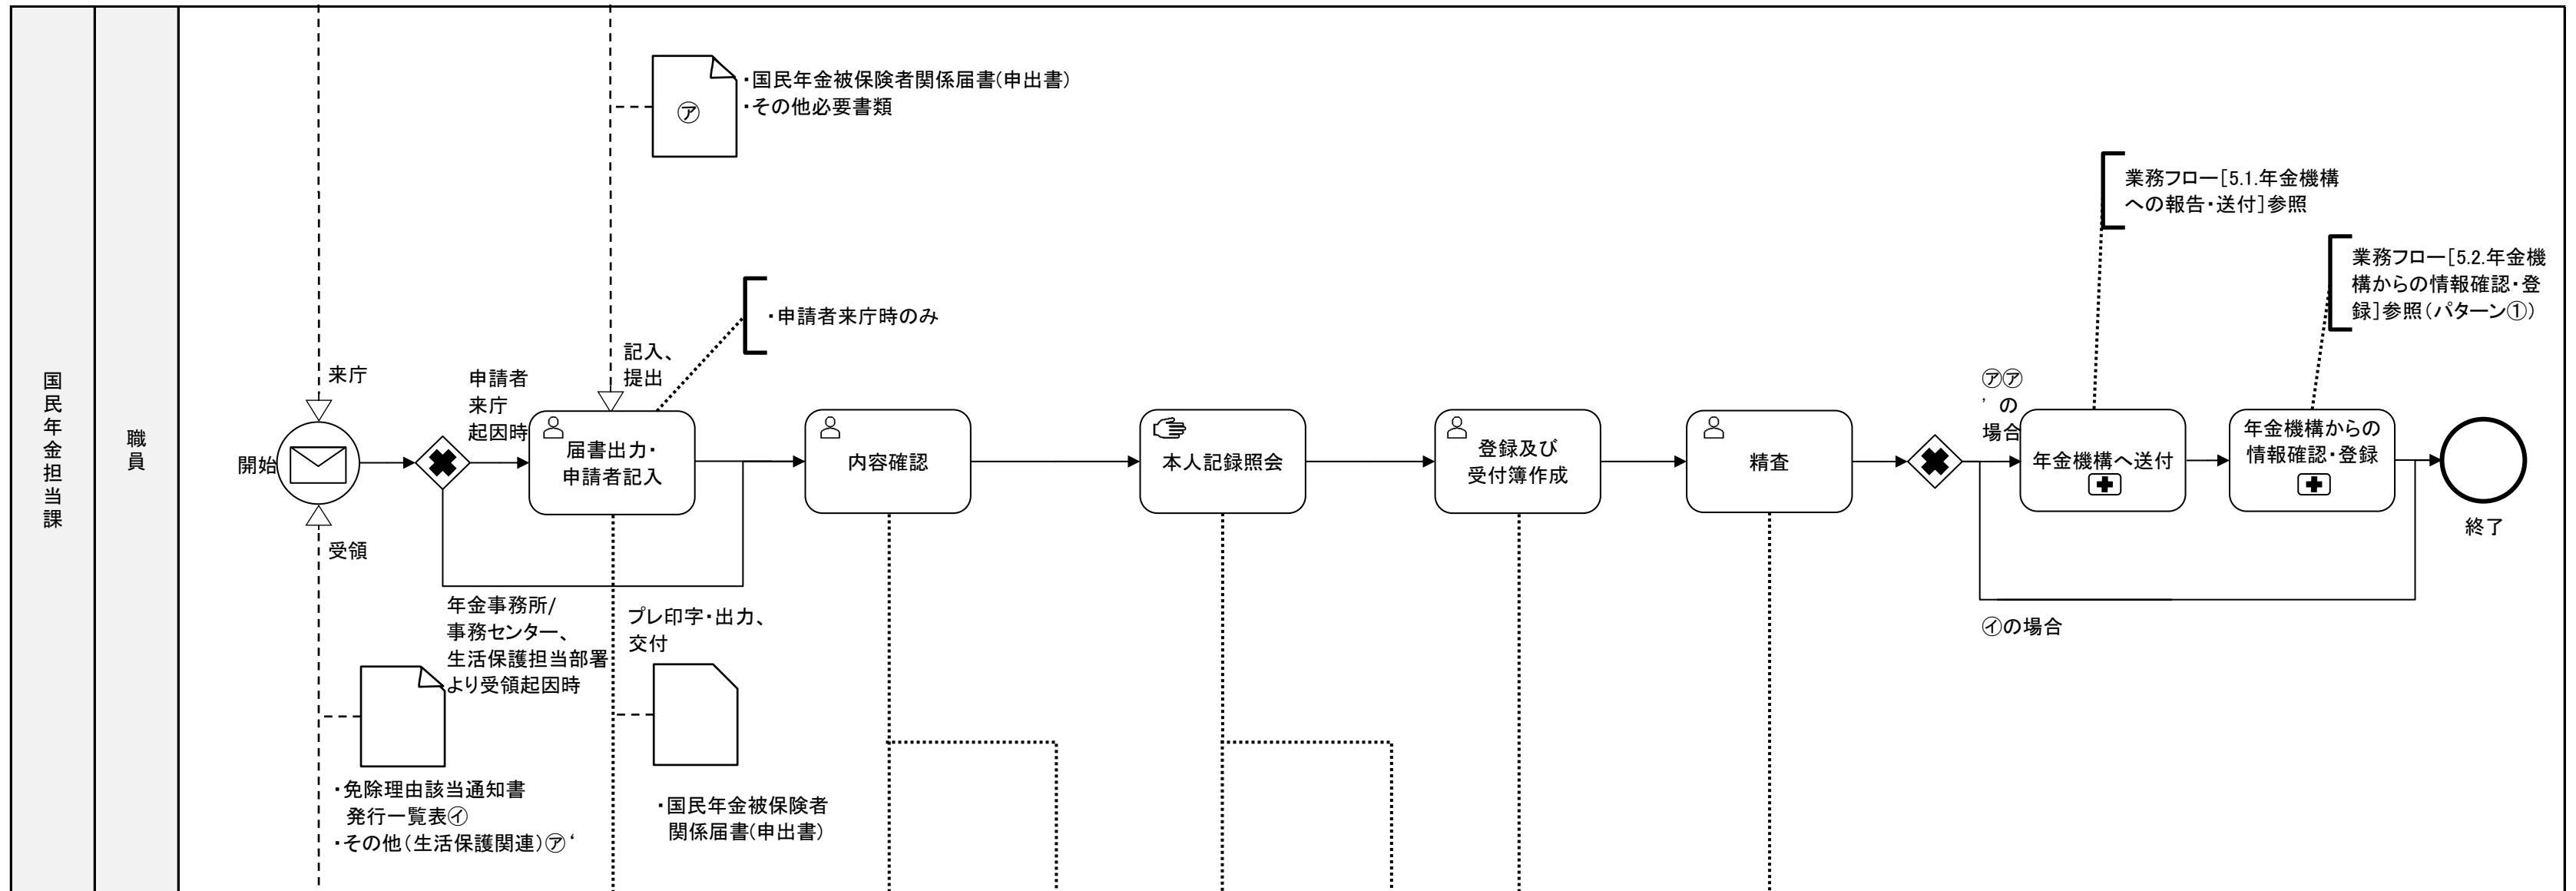 国民年金担当課
職員
・国民年金被保険者関係届書(申出書)
・その他必要書類
㋐
業務フロー[5.1.年金機構
への報告・送付]参照
業務フロー[5.2.年金機
構からの情報確認・登
録]参照(パターン①)
・申請者来庁時のみ
来庁
申請者
来庁
起因時
記入、
提出
㋐㋐
’の
場合
開始
届書出力・
申請者記入
内容確認
本人記録照会
登録及び
受付簿作成
精査
年金機構へ送付
年金機構からの
情報確認・登録
終了
受領
年金事務所/
事務センター、
生活保護担当部署
より受領起因時
プレ印字・出力、
交付
㋑の場合
・免除理由該当通知書
発行一覧表㋑
・その他(生活保護関連)㋐‘
・国民年金被保険者
関係届書(申出書)